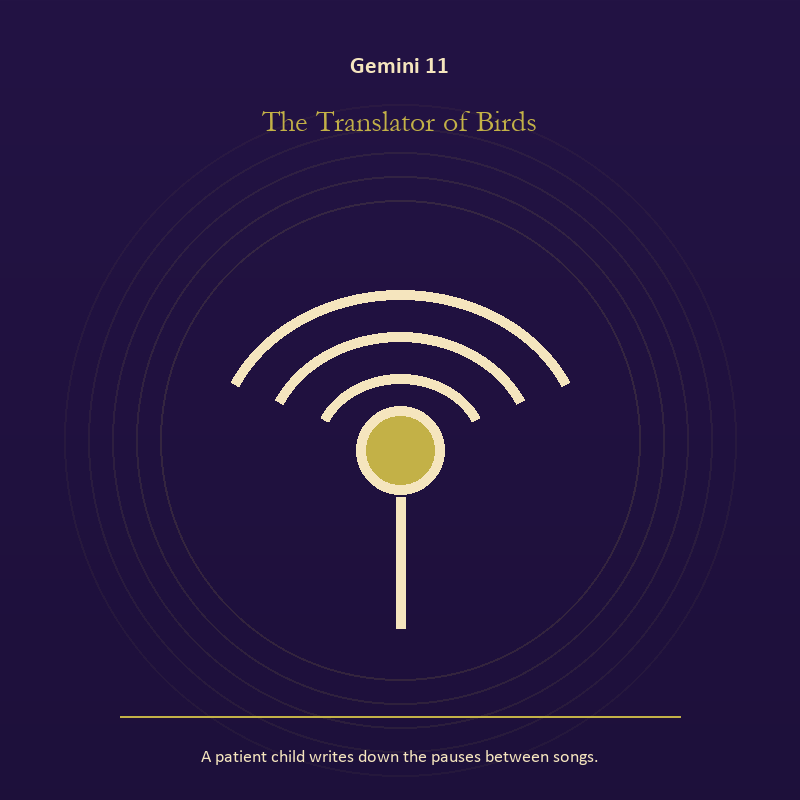 Gemini 11
The Translator of Birds
A patient child writes down the pauses between songs.